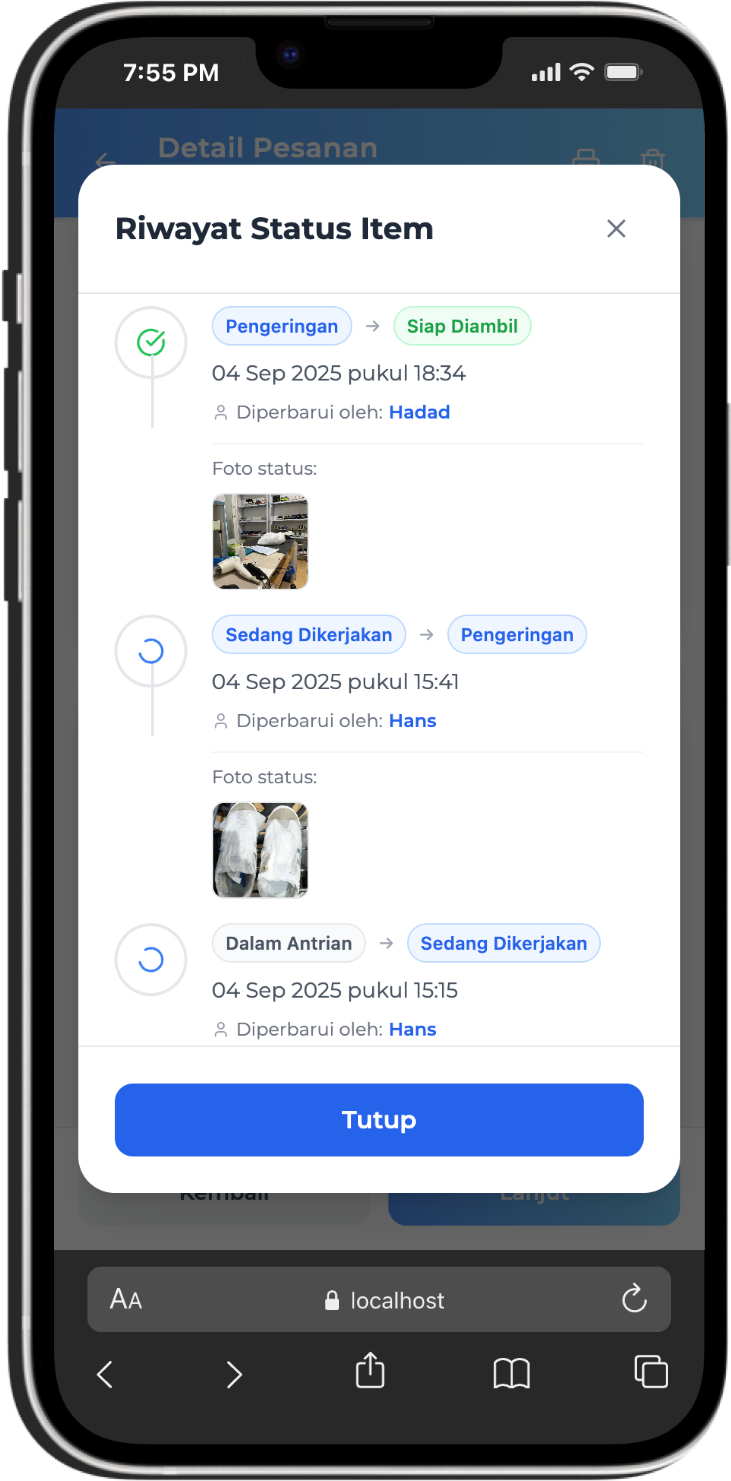 7:55 PM
Detail Pesanan
Riwayat Status Item
Pengeringan → Siap Diambil
04 Sep 2025 pukul 18:34
Diperbarui oleh: Hadad
Foto status:
Sedang Dikerjakan → Pengeringan
04 Sep 2025 pukul 15:41
Diperbarui oleh: Hans
Foto status:
Dalam Antrian → Sedang Dikerjakan
04 Sep 2025 pukul 15:15
Diperbarui oleh: Hans
Tutup
Kembali Lanjut
AA localhost